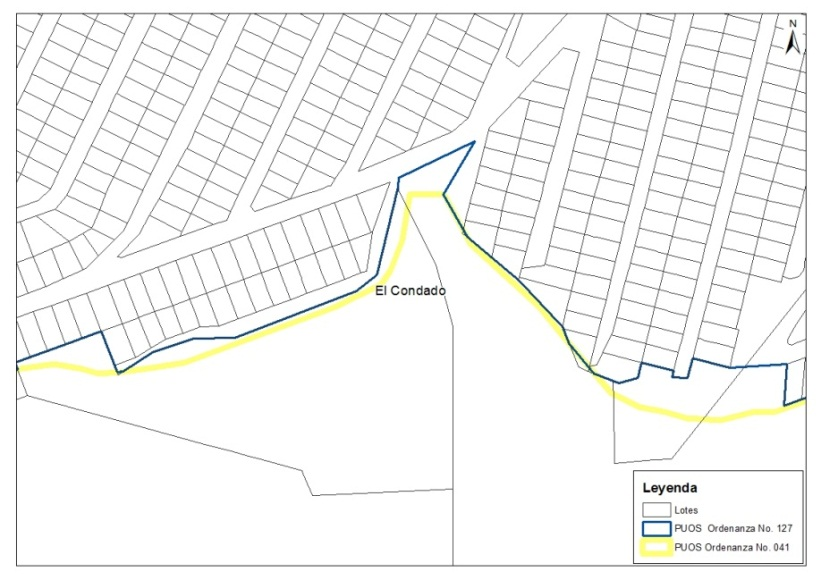 N
El Condado
Leyenda
Lotes
PUOS Ordenanza No. 127
PUOS Ordenanza No. 041